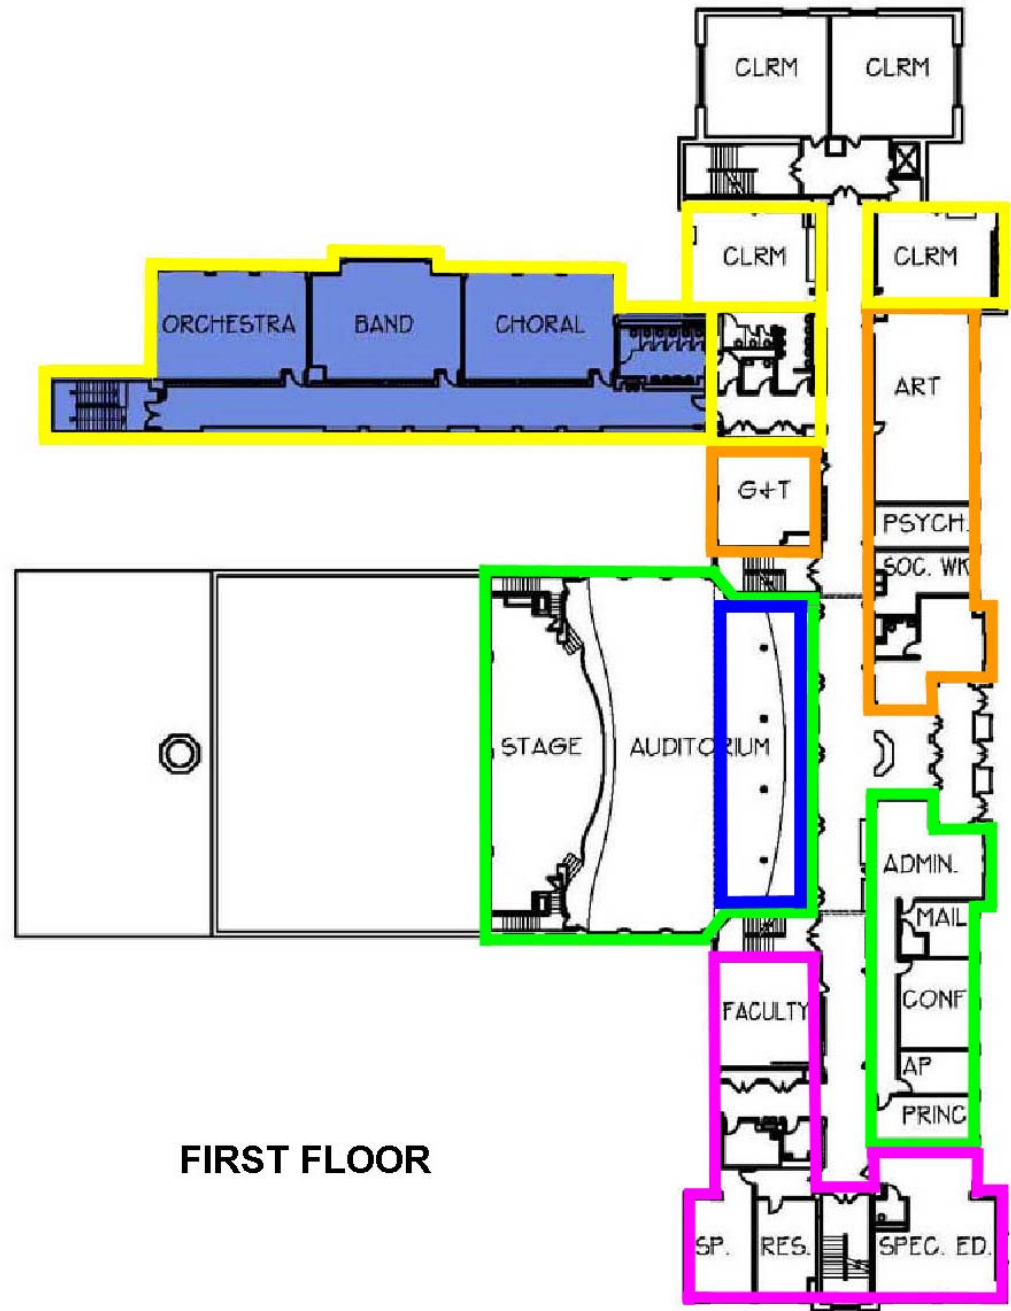 CLRM
CLRM
CLRM
CLRM
ORCHESTRA
BAND
CHORAL
ART
G+T
PSYCH.
SOC. WK
STAGE
AUDITORIUM
ADMIN.
MAIL
CONF
FACULTY
AP
PRINC
FIRST FLOOR
SP.
RES.
SPEC. ED.